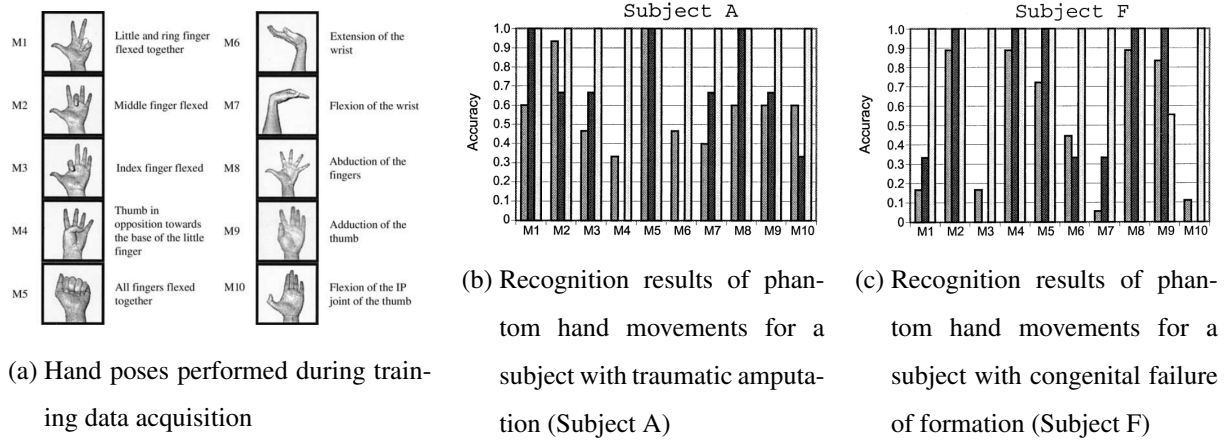 M1
Little and ring finger
flexed together
M2
Middle finger flexed
M3
Index finger flexed
M4
Thumb in
opposition towards
the base of the little
finger
M5
All fingers flexed
together
M6
Extension of the
wrist
M7
Flexion of the wrist
M8
Abduction of the
fingers
M9
Adduction of the
thumb
M10
Flexion of the IP
joint of the thumb
(a) Hand poses performed during train-
ing data acquisition
Subject A
Accuracy
1.0
0.9
0.8
0.7
0.6
0.5
0.4
0.3
0.2
0.1
0
M1 M2 M3 M4 M5 M6 M7 M8 M9 M10
(b) Recognition results of phan-
tom hand movements for a
subject with traumatic amputa-
tion (Subject A)
Subject F
Accuracy
1.0
0.9
0.8
0.7
0.6
0.5
0.4
0.3
0.2
0.1
0
M1 M2 M3 M4 M5 M6 M7 M8 M9 M10
(c) Recognition results of phan-
tom hand movements for a
subject with congenital failure
of formation (Subject F)